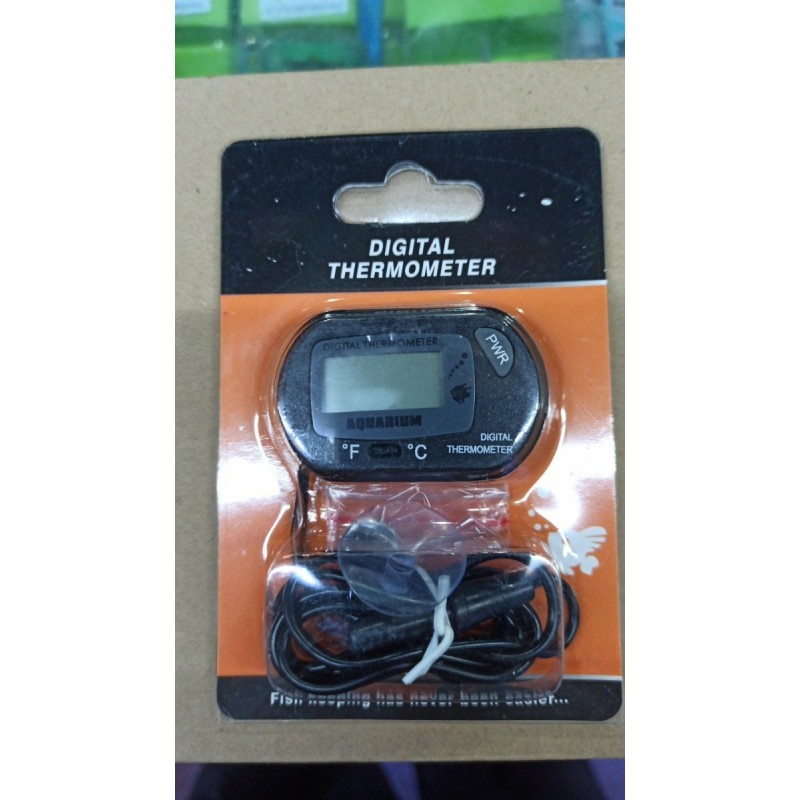 DIGITAL
THERMOMETER
DIGITAL THERMOMETER
PWR
AQUARIUM
°F °C
DIGITAL
THERMOMETER
Fish keeping has never been easier...